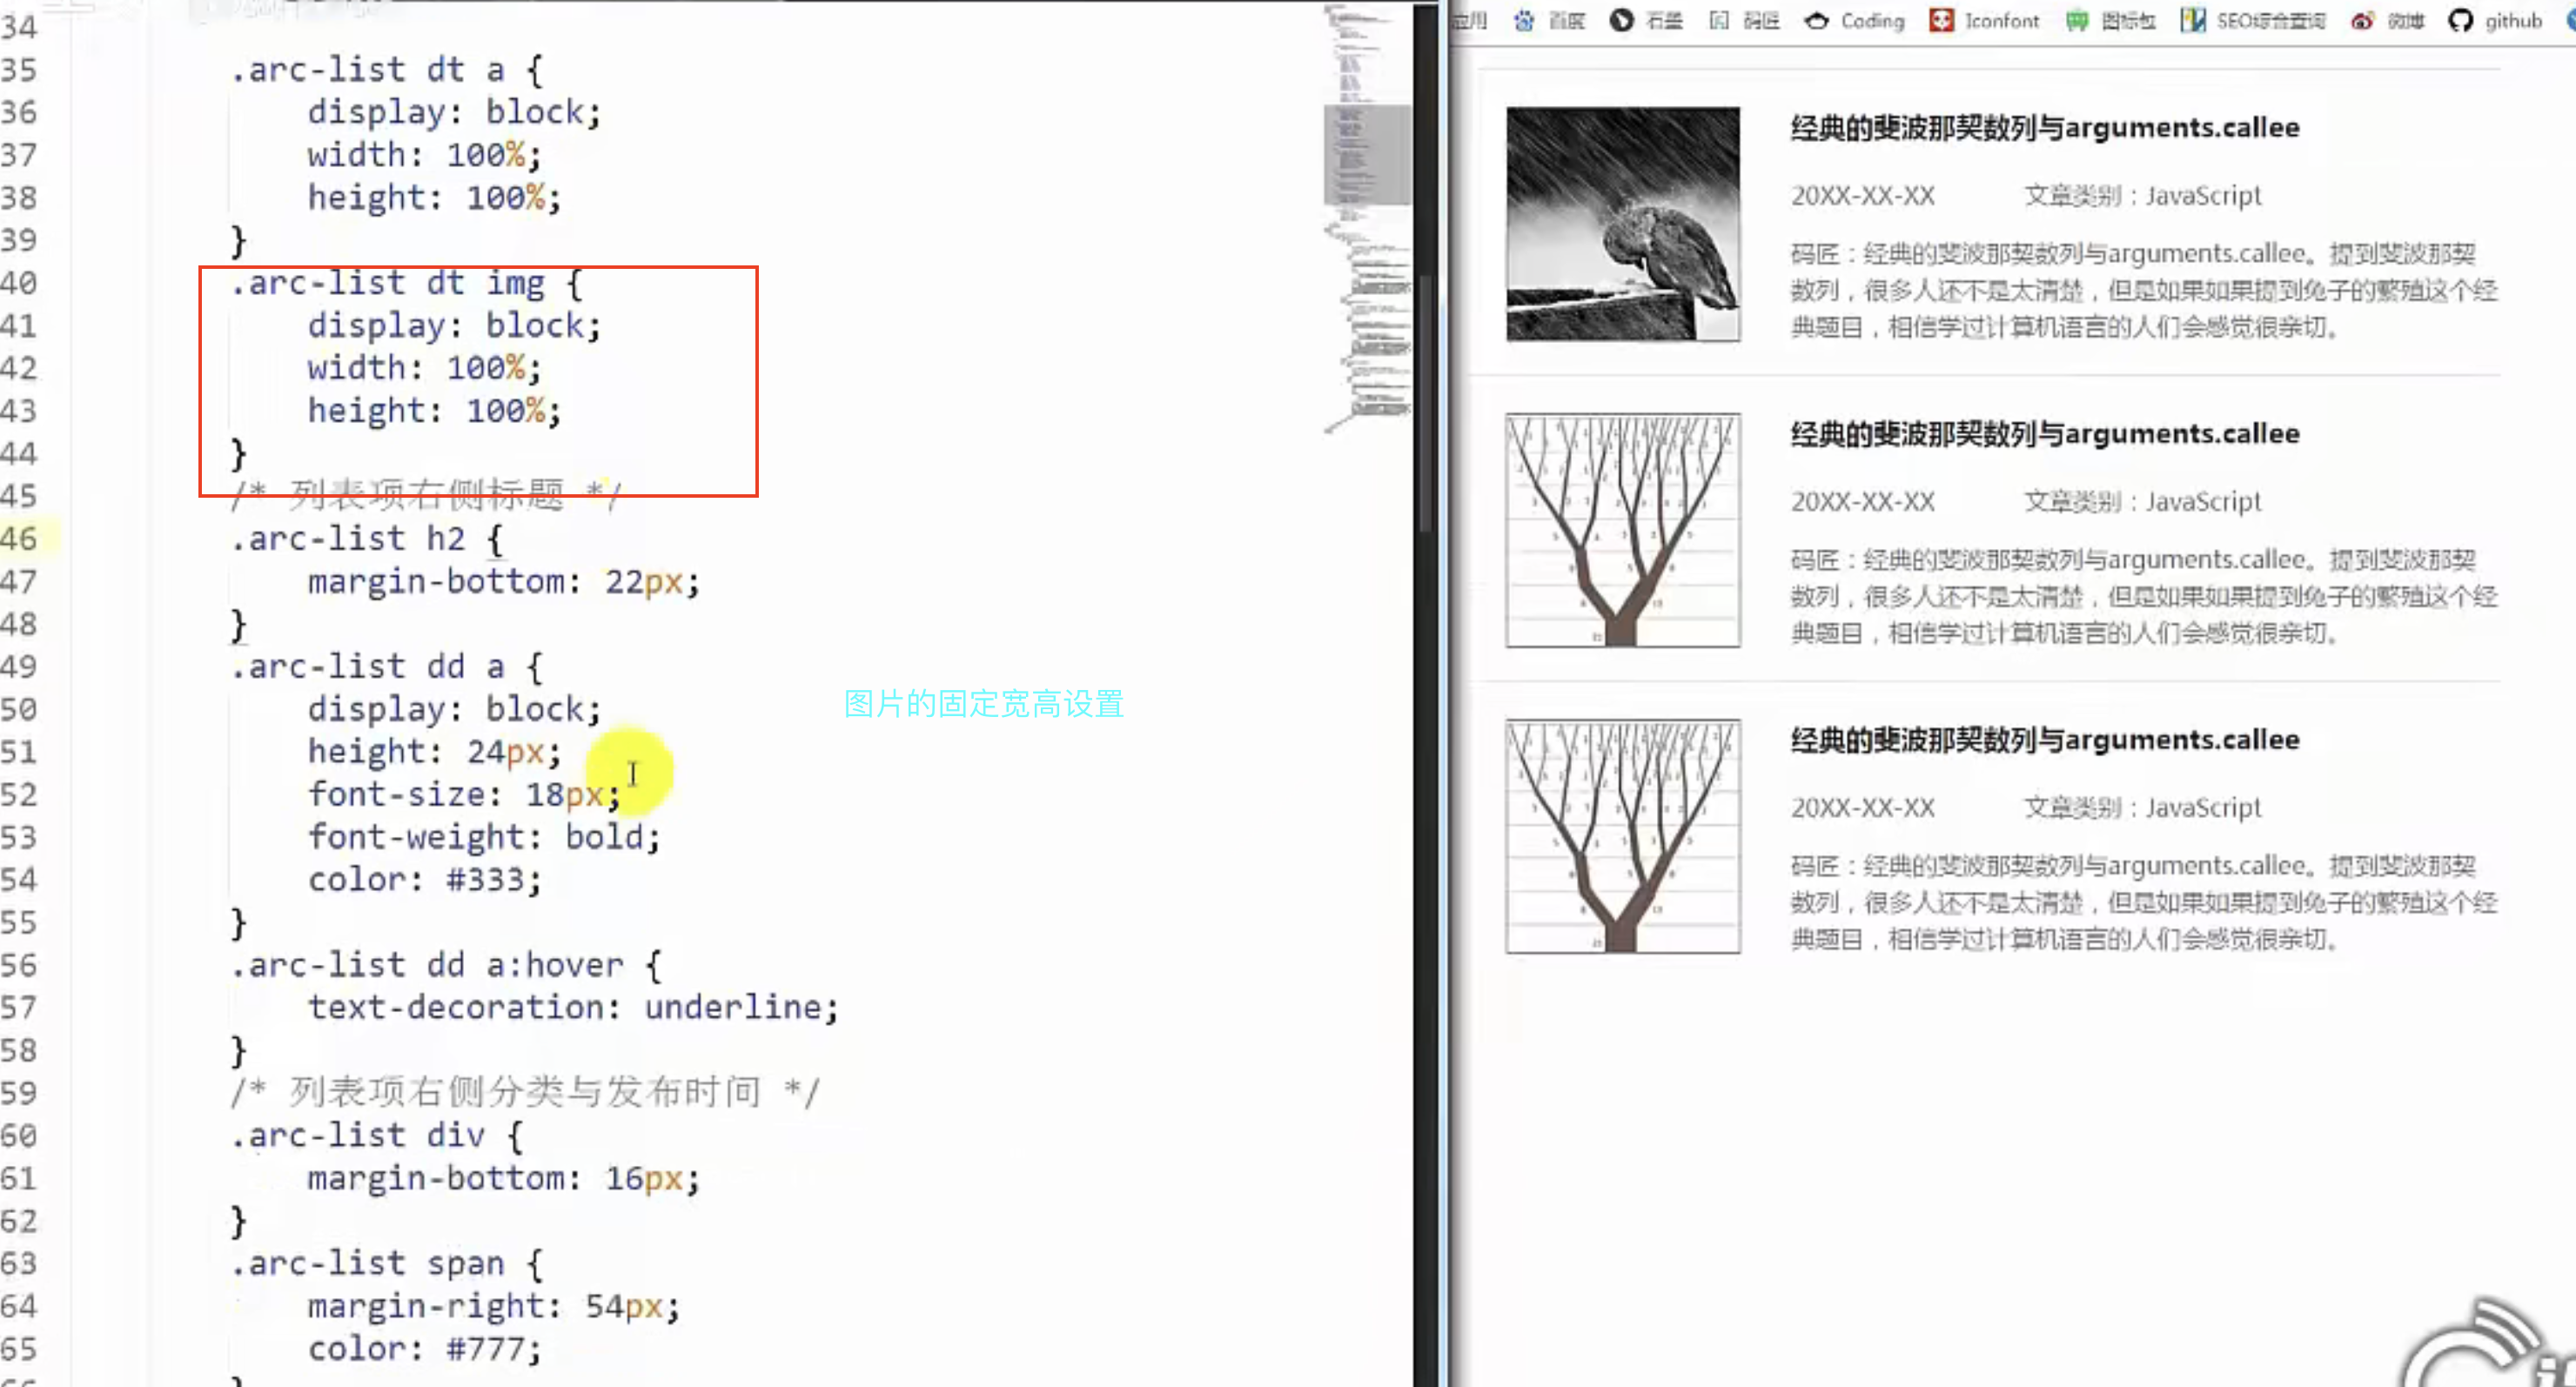 34
35 .arc-list dt a {
36 display: block;
37 width: 100%;
38 height: 100%;
39 }
40 .arc-list dt img {
41 display: block;
42 width: 100%;
43 height: 100%;
44 }
45 /* 列表项右侧标题 */
46 .arc-list h2 {
47 margin-bottom: 22px;
48 }
49 .arc-list dd a {
50 display: block;
51 height: 24px;
52 font-size: 18px;
53 font-weight: bold;
54 color: #333;
55 }
56 .arc-list dd a:hover {
57 text-decoration: underline;
58 }
59 /* 列表项右侧分类与发布时间 */
60 .arc-list div {
61 margin-bottom: 16px;
62 }
63 .arc-list span {
64 margin-right: 54px;
65 color: #777;
图片的固定宽高设置
应用 百度 石墨 码匠 Coding Iconfont 图标包 SEO综合查询 微博 github
经典的斐波那契数列与arguments.callee
20XX-XX-XX 文章类别：JavaScript
码匠：经典的斐波那契数列与arguments.callee。提到斐波那契
数列，很多人还不是太清楚，但是如果如果提到兔子的繁殖这个经
典题目，相信学过计算机语言的人们会感觉很亲切。
经典的斐波那契数列与arguments.callee
20XX-XX-XX 文章类别：JavaScript
码匠：经典的斐波那契数列与arguments.callee。提到斐波那契
数列，很多人还不是太清楚，但是如果如果提到兔子的繁殖这个经
典题目，相信学过计算机语言的人们会感觉很亲切。
经典的斐波那契数列与arguments.callee
20XX-XX-XX 文章类别：JavaScript
码匠：经典的斐波那契数列与arguments.callee。提到斐波那契
数列，很多人还不是太清楚，但是如果如果提到兔子的繁殖这个经
典题目，相信学过计算机语言的人们会感觉很亲切。